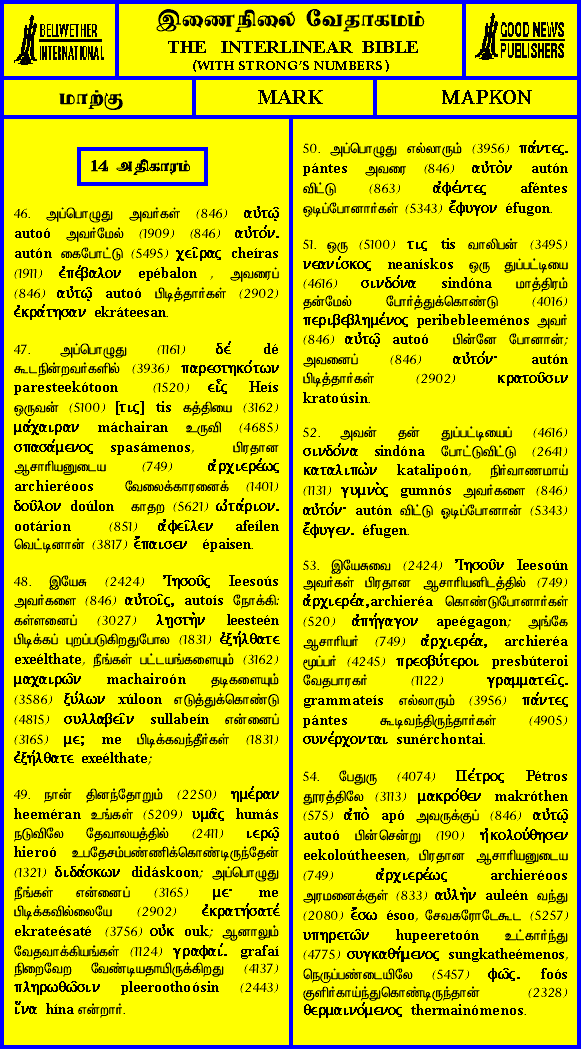 BELLWETHER
INTERNATIONAL
இணைநிலை வேதாகமம்
THE INTERLINEAR BIBLE
(WITH STRONG'S NUMBERS)
GOOD NEWS
PUBLISHERS
மாற்கு
MARK
ΜΑΡΚΟΝ
14 அதிகாரம்
46. அப்பொழுது அவர்கள் (846) αὐτῷ
autoó அவர்மேல் (1909) (846) αὐτόν.
autón கைபோட்டு (5495) χεῖρας cheíras
(1911) ἐπέβαλον epébalon , அவரைப்
(846) αὐτῷ autoó பிடித்தார்கள் (2902)
ἐκράτησαν ekráteesan.
47. அப்பொழுது (1161) δέ dé
கூடநின்றவர்களில் (3936) παρεστηκότων
paresteekótoon (1520) εἷς Heís
ஒருவன் (5100) [τις] tis கத்தியை (3162)
μάχαιραν máchairan உருவி (4685)
σπασάμενος spasámenos, பிரதான
ஆசாரியனுடைய (749) ἀρχιερέως
archieréoos வேலைக்காரனைக் (1401)
δοῦλον doúlon காதற (5621) ὠτάριον.
ootárion (851) ἀφεῖλεν afeílen
வெட்டினான் (3817) ἔπαισεν épaisen.
48. இயேசு (2424) Ἰησοῦς Ieesoús
அவர்களை (846) αὐτοῖς, autoís நோக்கி:
கள்ளனைப் (3027) λῃστὴν leesteén
பிடிக்கப் புறப்படுகிறதுபோல (1831) ἐξήλθατε
exeélthate, நீங்கள் பட்டயங்களையும் (3162)
μαχαιρῶν machairoón தடிகளையும்
(3586) ξύλων xúloon எடுத்துக்கொண்டு
(4815) συλλαβεῖν sullabeín என்னைப்
(3165) με; me பிடிக்கவந்தீர்கள் (1831)
ἐξήλθατε exeélthate;
49. நான் தினந்தோறும் (2250) ημέραν
heeméran உங்கள் (5209) υμᾶς humás
நடுவிலே தேவாலயத்தில் (2411) ιερῷ
hieroó உபதேசம்பண்ணிக்கொண்டிருந்தேன்
(1321) διδάσκων didáskoon; அப்பொழுது
நீங்கள் என்னைப் (3165) με· me
பிடிக்கவில்லையே (2902) ἐκρατήσατέ
ekrateésaté (3756) οὐκ ouk; ஆனாலும்
வேதவாக்கியங்கள் (1124) γραφαί. grafaí
நிறைவேற வேண்டியதாயிருக்கிறது (4137)
πληρωθῶσιν pleeroothoósin (2443)
ἵνα hína என்றார்.
50. அப்பொழுது எல்லாரும் (3956) πάντες.
pántes அவரை (846) αὐτὸν autón
விட்டு (863) ἀφέντες aféntes
ஒடிப்போனார்கள் (5343) ἔφυγον éfugon.
51. ஒரு (5100) τις tis வாலிபன் (3495)
νεανίσκος neanískos ஒரு துப்பட்டியை
(4616) σινδόνα sindóna மாத்திரம்
தன்மேல் போர்த்துக்கொண்டு (4016)
περιβεβλημένος peribebleeménos அவர்
(846) αὐτῷ autoó பின்னே போனான்;
அவனைப் (846) αὐτόν· autón
பிடித்தார்கள் (2902) κρατοῦσιν
kratoúsin.
52. அவன் தன் துப்பட்டியைப் (4616)
σινδόνα sindóna போட்டுவிட்டு (2641)
καταλιπὼν katalipoón, நிர்வாணமாய்
(1131) γυμνὸς gumnós அவர்களை (846)
αὐτόν· autón விட்டு ஒடிப்போனான் (5343)
ἔφυγεν. éfugen.
53. இயேசுவை (2424) Ἰησοῦν Ieesoún
அவர்கள் பிரதான ஆசாரியனிடத்தில் (749)
ἀρχιερέα,archieréa கொண்டுபோனார்கள்
(520) ἀπήγαγον apeégagon; அங்கே
ஆசாரியர் (749) ἀρχιερέα, archieréa
மூப்பர் (4245) πρεσβύτεροι presbúteroi
வேதபாரகர் (1122) γραμματεῖς.
grammateís எல்லாரும் (3956) πάντες
pántes கூடிவந்திருந்தார்கள் (4905)
συνέρχονται sunérchontai.
54. பேதுரு (4074) Πέτρος Pétros
தூரத்திலே (3113) μακρόθεν makróthen
(575) ἀπὸ apó அவருக்குப் (846) αὐτῷ
autoó பின்சென்று (190) ἠκολούθησεν
eekoloútheesen, பிரதான ஆசாரியனுடைய
(749) ἀρχιερέως archieréoos
அரமனைக்குள் (833) αὐλὴν auleén வந்து
(2080) ἔσω ésoo, சேவகரோடேகூட (5257)
υπηρετῶν hupeeretoón உட்கார்ந்து
(4775) συγκαθήμενος sungkatheémenos,
நெருப்பண்டையிலே (5457) φῶς. foós
குளிர்காய்ந்துகொண்டிருந்தான் (2328)
θερμαινόμενος thermainómenos.